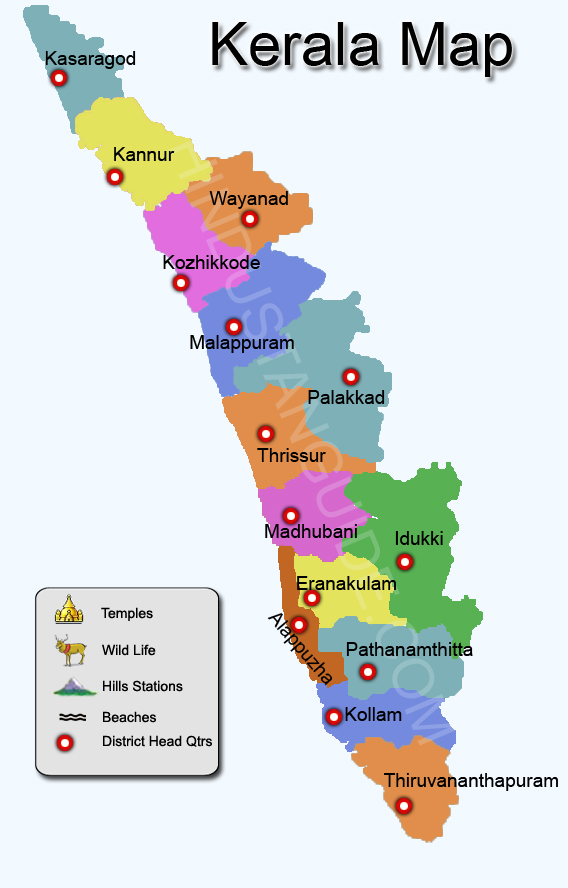 Kerala Map
Kasaragod
Kannur
Wayanad
Kozhikkode
Malappuram
Palakkad
Thrissur
Madhubani
Idukki
Eranakulam
Alappuzha
Pathanamthitta
Kollam
Thiruvananthapuram
Temples
Wild Life
Hills Stations
Beaches
District Head Qtrs
HINDUSTANGUIDE.COM